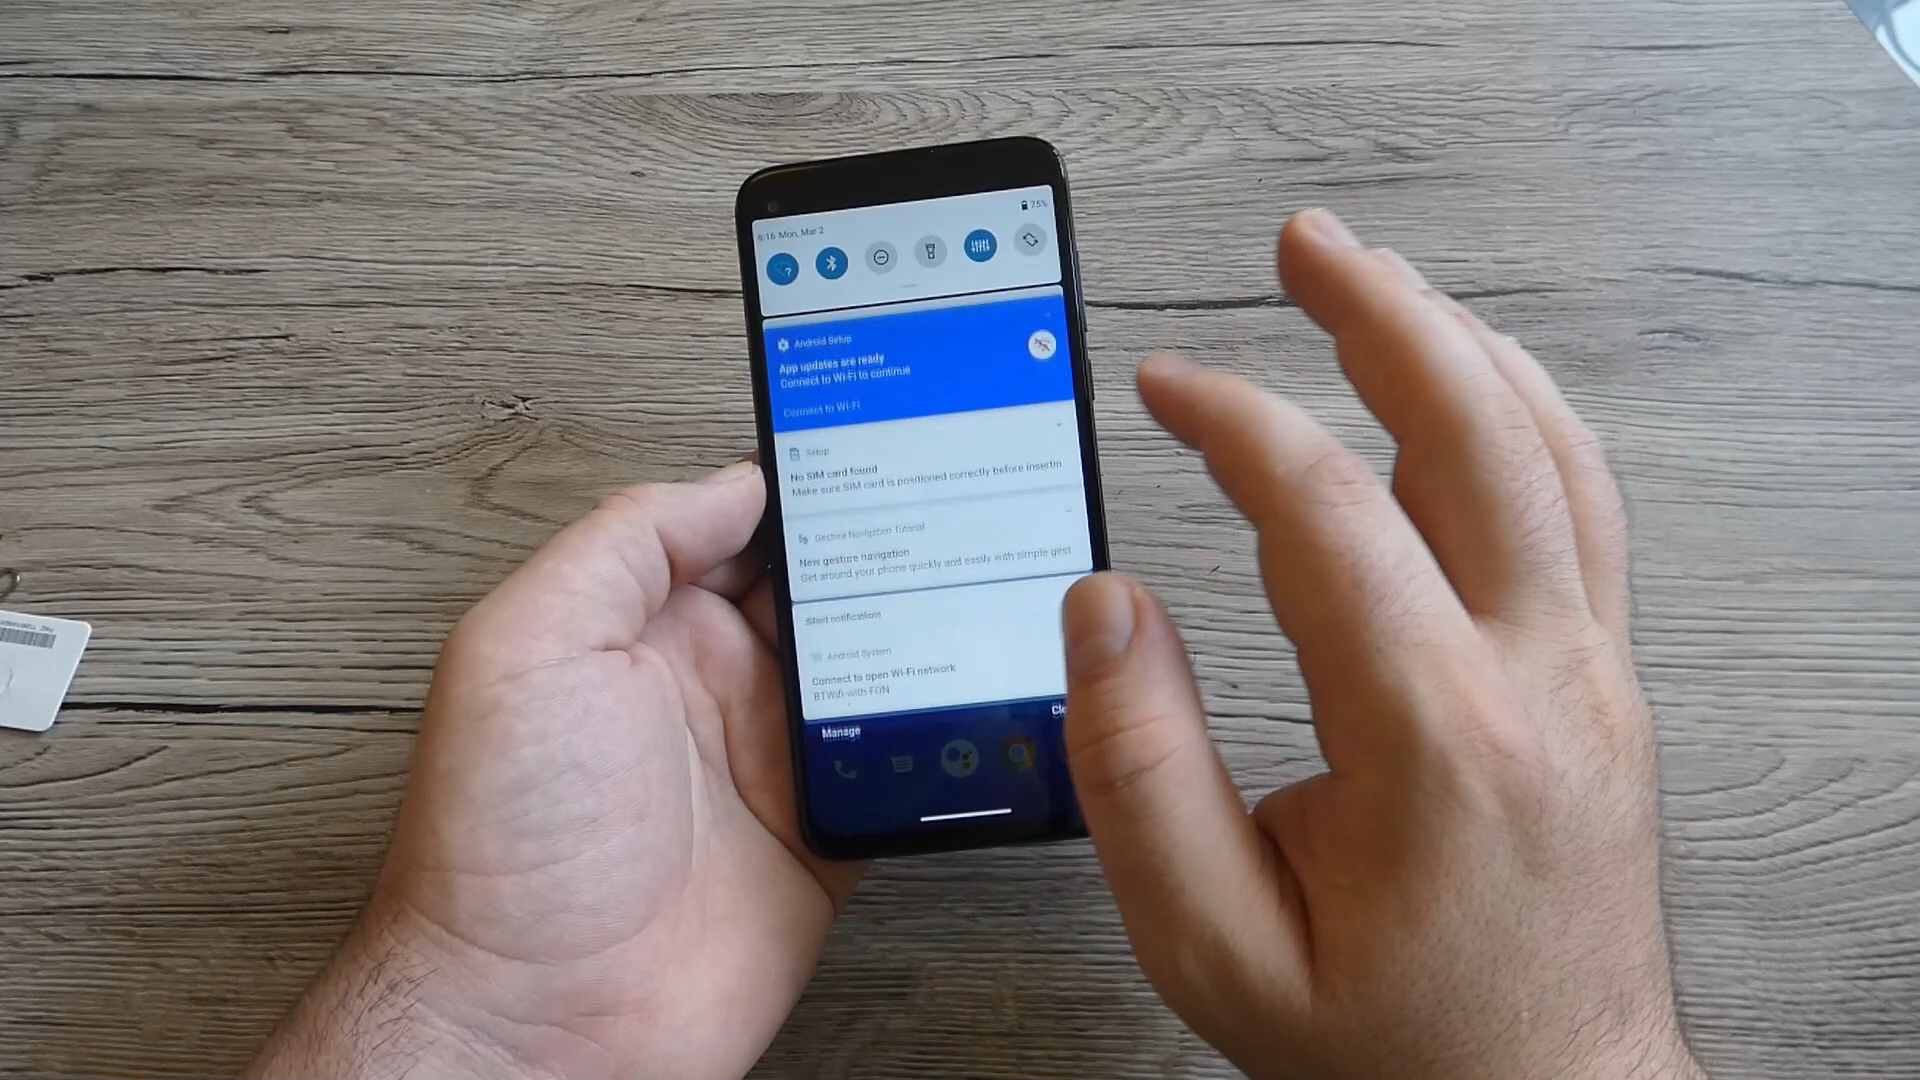 6:16 Mon, Mar 2
75%
Android Setup
App updates are ready
Connect to Wi-Fi to continue
Connect to Wi-Fi
Setup
No SIM card found
Make sure SIM card is positioned correctly before insertin.
Gesture Navigation Tutorial
New gesture navigation
Get around your phone quickly and easily with simple gest
Silent notifications
Android System
Connect to open Wi-Fi network
BTWifi-with-FON
Manage
Cle